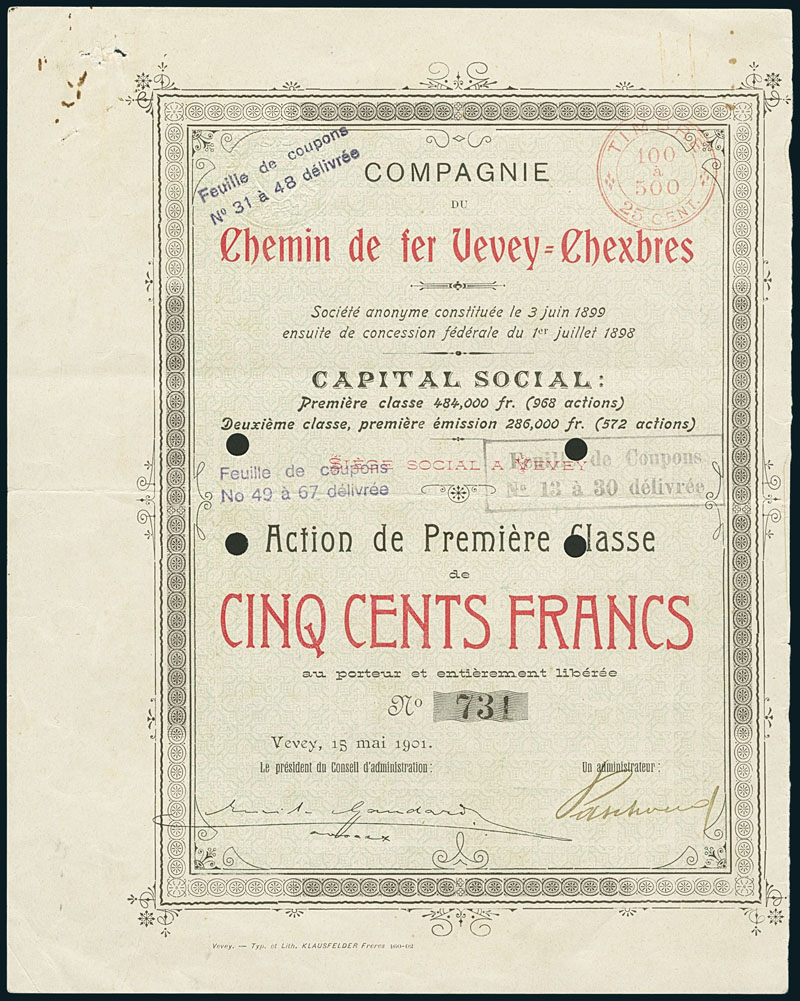 Feuille de coupons
N° 31 à 48 délivrée
TIMBRE
100
à
500
25 CENT.
COMPAGNIE
DU
Chemin de fer Vevey=Chexbres
Société anonyme constituée le 3 juin 1899
ensuite de concession fédérale du 1er juillet 1898
CAPITAL SOCIAL:
Première classe 484,000 fr. (968 actions)
Deuxième classe, première émission 286,000 fr. (572 actions)
SIÈGE SOCIAL A VEVEY
Feuille de coupons
No 49 à 67 délivrée
Feuille de Coupons
N° 13 à 30 délivrée
Action de Première Classe
de
CINQ CENTS FRANCS
au porteur et entièrement libérée
N° 731
Vevey, 15 mai 1901.
Le président du Conseil d'administration:
Un administrateur:
Gaudard
Paschoud
Vevey. — Typ. et Lith. KLAUSFELDER Frères 160-02